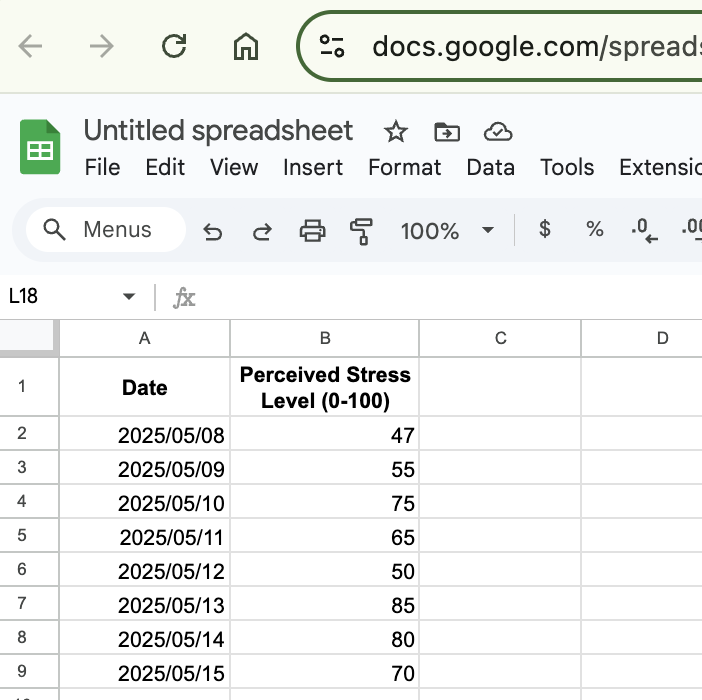 docs.google.com/spreads
Untitled spreadsheet
File Edit View Insert Format Data Tools Extensio
Menus 100% $ % .0 .00
L18 fx
A B C D
1 Date Perceived Stress
Level (0-100)
2 2025/05/08 47
3 2025/05/09 55
4 2025/05/10 75
5 2025/05/11 65
6 2025/05/12 50
7 2025/05/13 85
8 2025/05/14 80
9 2025/05/15 70